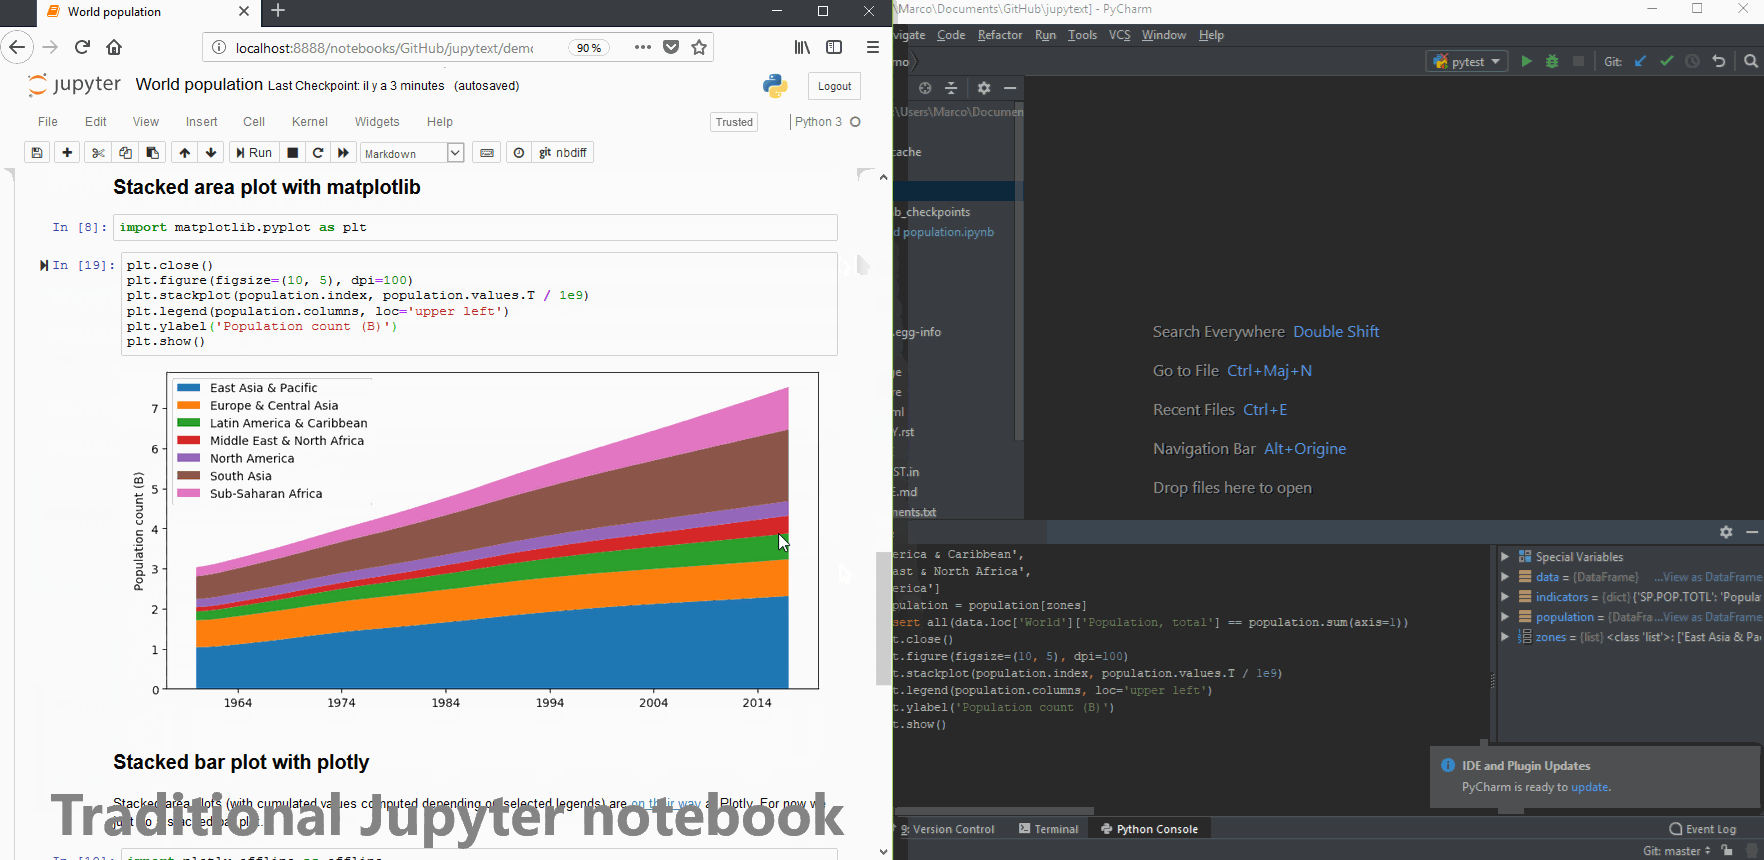 World population
localhost:8888/notebooks/GitHub/jupytext/demo
90 %
jupyter World population Last Checkpoint: il y a 3 minutes (autosaved)
Logout
File Edit View Insert Cell Kernel Widgets Help
Trusted
Python 3
Run
Markdown
git nbdiff
Stacked area plot with matplotlib
In [8]: import matplotlib.pyplot as plt
In [19]: plt.close()
plt.figure(figsize=(10, 5), dpi=100)
plt.stackplot(population.index, population.values.T / 1e9)
plt.legend(population.columns, loc='upper left')
plt.ylabel('Population count (B)')
plt.show()
East Asia & Pacific
Europe & Central Asia
Latin America & Caribbean
Middle East & North Africa
North America
South Asia
Sub-Saharan Africa
Population count (B)
7
6
5
4
3
2
1
0
1964 1974 1984 1994 2004 2014
Stacked bar plot with plotly
Stacked area plots (with cumulated values computed depending on selected legends) are on their way at Plotly. For now we
just do a stacked bar plot.
Traditional Jupyter notebook
import plotly.offline as offline
\Marco\Documents\GitHub\jupytext] - PyCharm
vigate Code Refactor Run Tools VCS Window Help
mo
pytest
Git:
\Users\Marco\Documen
ache
b_checkpoints
d population.ipynb
.egg-info
ge
re
ml
Y.rst
ST.in
E.md
ments.txt
Search Everywhere Double Shift
Go to File Ctrl+Maj+N
Recent Files Ctrl+E
Navigation Bar Alt+Origine
Drop files here to open
erica & Caribbean',
ast & North Africa',
erica']
pulation = population[zones]
sert all(data.loc['World']['Population, total'] == population.sum(axis=1))
t.close()
t.figure(figsize=(10, 5), dpi=100)
t.stackplot(population.index, population.values.T / 1e9)
t.legend(population.columns, loc='upper left')
t.ylabel('Population count (B)')
t.show()
Special Variables
data = {DataFrame} ...View as DataFrame
indicators = {dict} {'SP.POP.TOTL': 'Popula
population = {DataFra...View as DataFrame
zones = {list} <class 'list'>: ['East Asia & Pa
IDE and Plugin Updates
PyCharm is ready to update.
9: Version Control
Terminal
Python Console
Event Log
Git: master